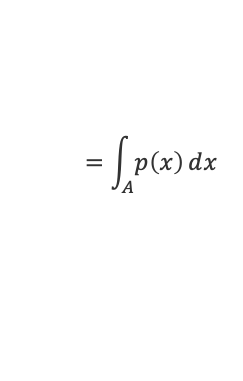 = ∫_A p(x) dx